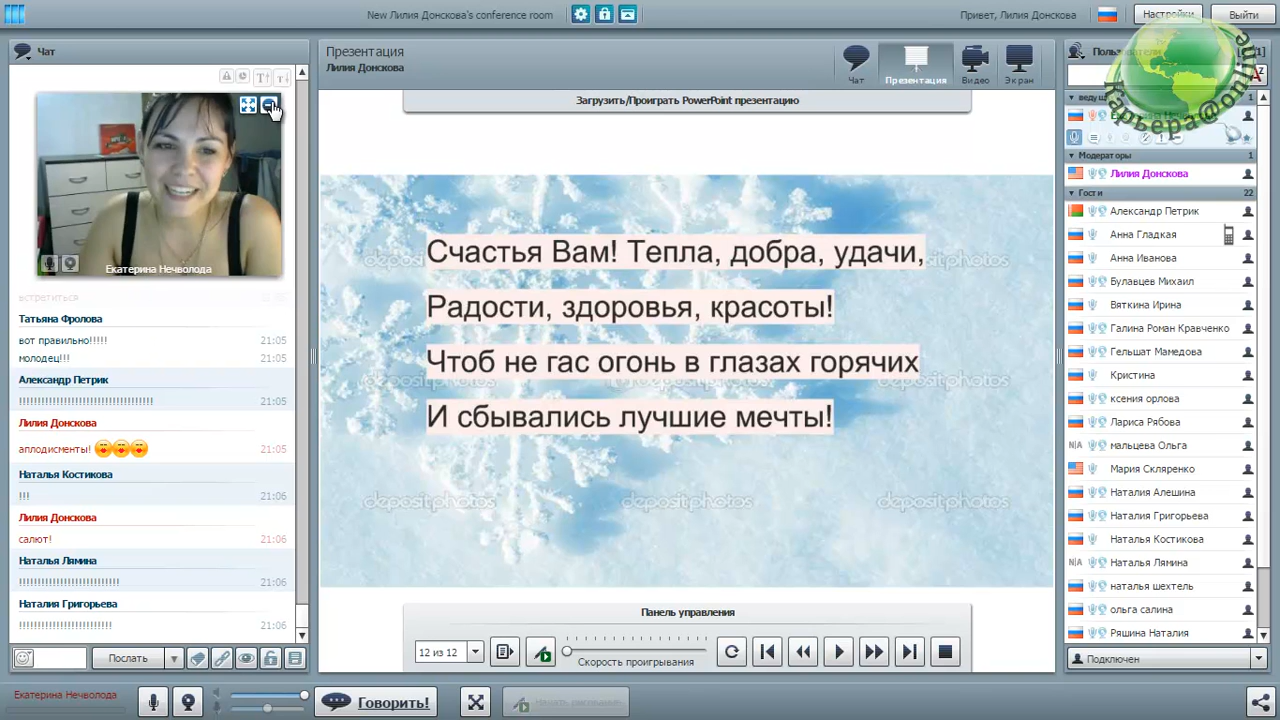 New Лилия Донскова's conference room
Привет, Лилия Донскова
Настройки
Выйти
Чат
Екатерина Нечволода
встретиться
Татьяна Фролова
вот правильно!!!!! 21:05
молодец!!! 21:05
Александр Петрик
!!!!!!!!!!!!!!!!!!!!!!!!!!!!!!!!!! 21:05
Лилия Донскова
аплодисменты! 21:05
Наталья Костикова
!!! 21:06
Лилия Донскова
салют! 21:06
Наталья Лямина
!!!!!!!!!!!!!!!!!!!!!!!!!! 21:06
Наталия Григорьева
!!!!!!!!!!!!!!!!!!!!!!!! 21:06
Послать
Презентация
Лилия Донскова
Чат
Презентация
Видео
Экран
Загрузить/Проиграть PowerPoint презентацию
Счастья Вам! Тепла, добра, удачи,
Радости, здоровья, красоты!
Чтоб не гас огонь в глазах горячих
И сбывались лучшие мечты!
depositphotos depositphotos
depositphotos depositphotos depositphotos
Панель управления
12 из 12
Скорость проигрывания
карьера@online
Модераторы 1
Лилия Донскова
Гости 22
Александр Петрик
Анна Гладкая
Анна Иванова
Булавцев Михаил
Вяткина Ирина
Галина Роман Кравченко
Гельшат Мамедова
Кристина
ксения орлова
Лариса Рябова
N/A мальцева Ольга
Мария Скляренко
Наталия Алешина
Наталия Григорьева
Наталья Костикова
N/A Наталья Лямина
наталья шехтель
ольга салина
Ряшина Наталия
Подключен
Екатерина Нечволода
Говорить!